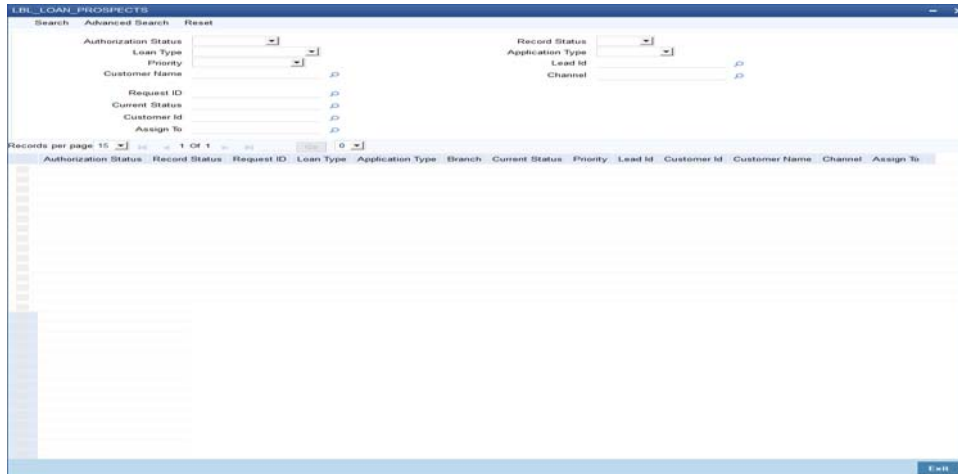 LBL_LOAN_PROSPECTS
Search Advanced Search Reset
Authorization Status Record Status
Loan Type Application Type
Priority Lead Id
Customer Name Channel
Request ID
Current Status
Customer Id
Assign To
Records per page 15 1 Of 1 0
Authorization Status Record Status Request ID Loan Type Application Type Branch Current Status Priority Lead Id Customer Id Customer Name Channel Assign To
Exit